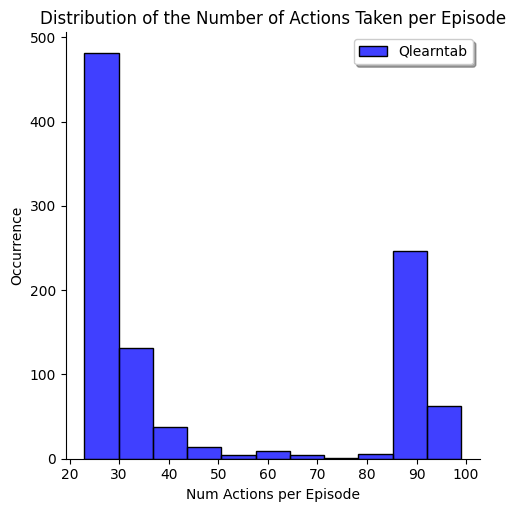 Distribution of the Number of Actions Taken per Episode
Qlearntab
500
400
300
200
100
0
Occurrence
20 30 40 50 60 70 80 90 100
Num Actions per Episode